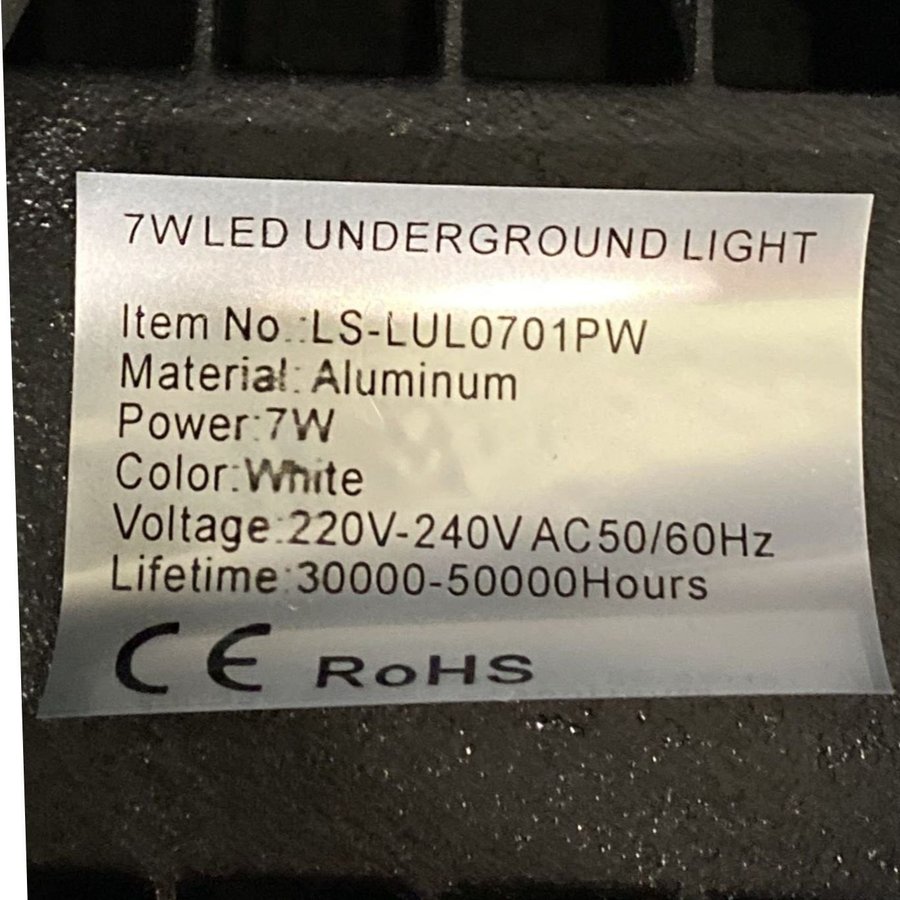 7W LED UNDERGROUND LIGHT
Item No.:LS-LUL0701PW
Material: Aluminum
Power:7W
Color:White
Voltage:220V-240V AC50/60Hz
Lifetime:30000-50000Hours
CE RoHS